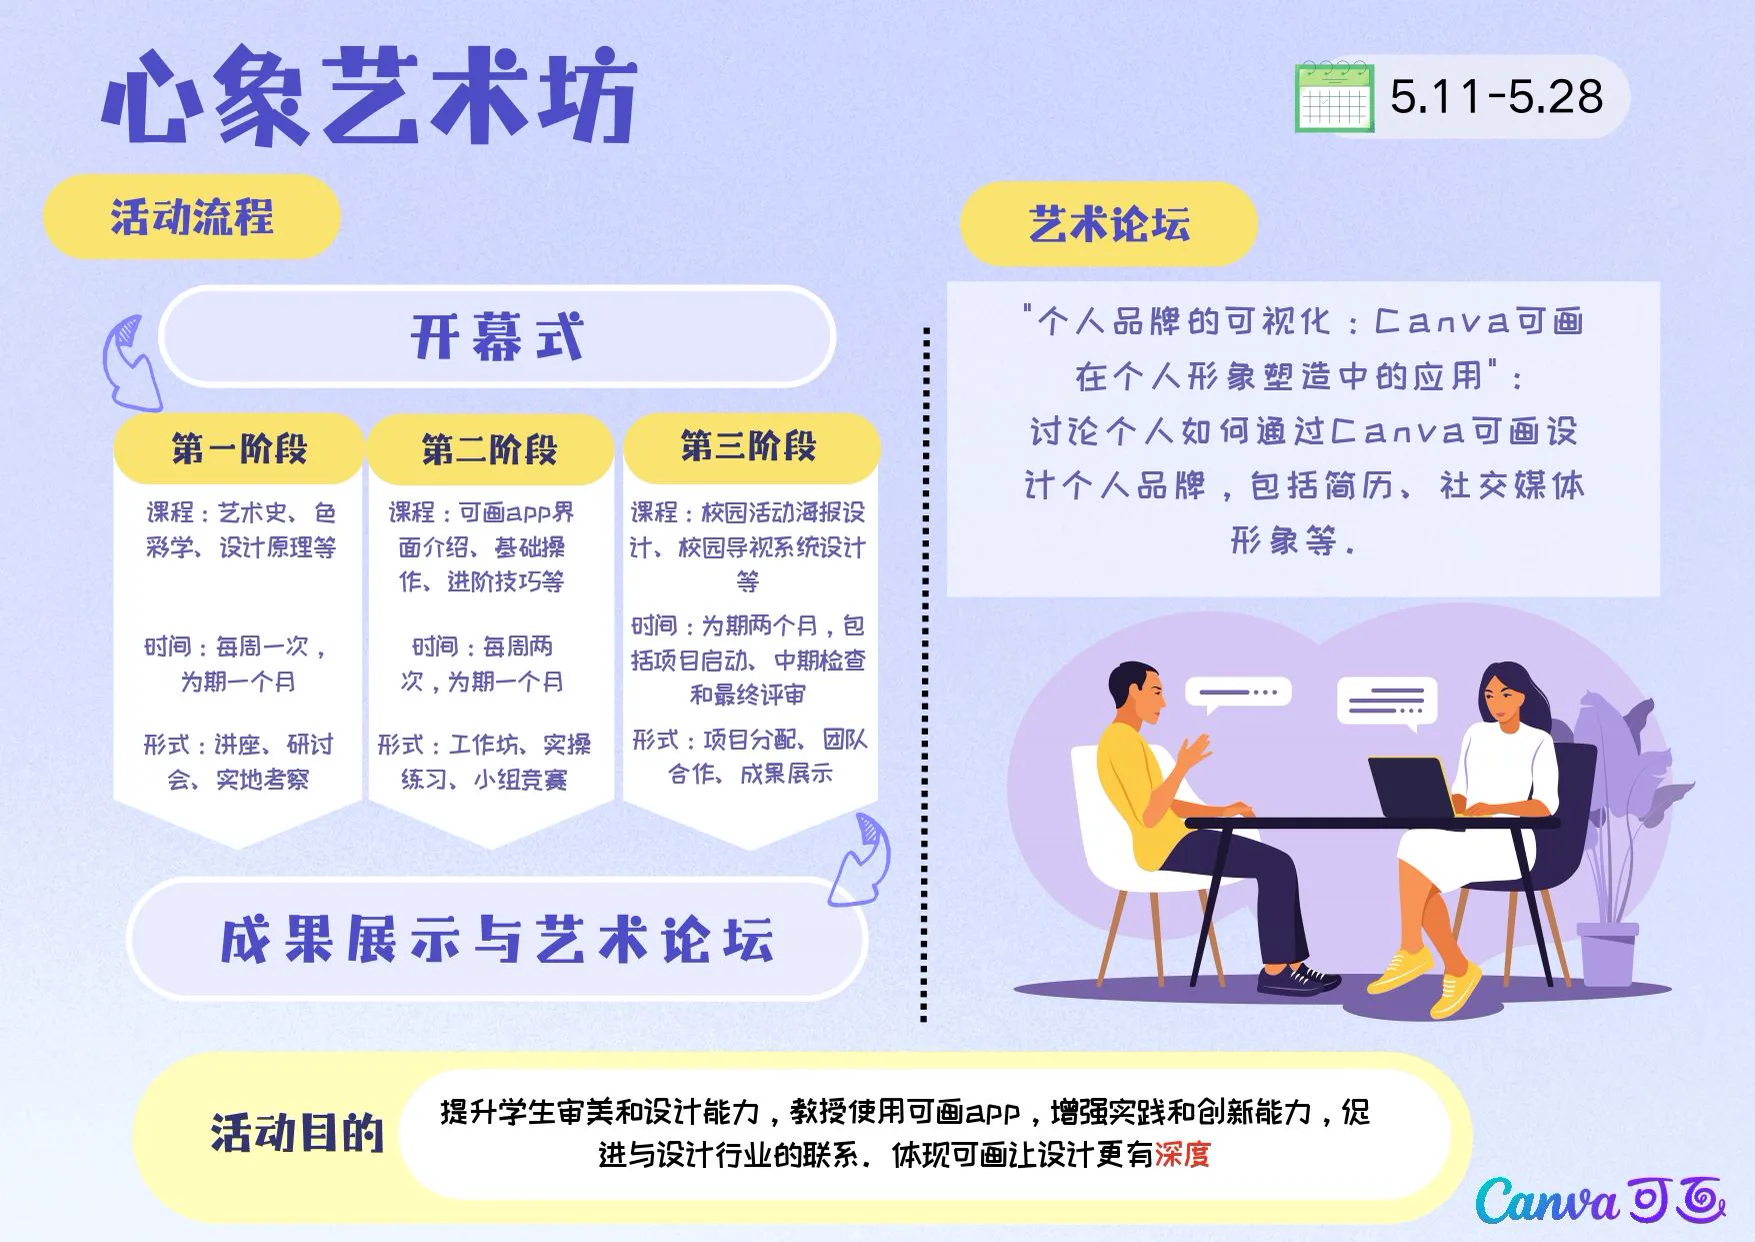 心象艺术坊
5.11-5.28
活动流程
开幕式
第一阶段
课程：艺术史、色
彩学、设计原理等
时间：每周一次，
为期一个月
形式：讲座、研讨
会、实地考察
第二阶段
课程：可画app界
面介绍、基础操
作、进阶技巧等
时间：每周两
次，为期一个月
形式：工作坊、实操
练习、小组竞赛
第三阶段
课程：校园活动海报设
计、校园导视系统设计
等
时间：为期两个月，包
括项目启动、中期检查
和最终评审
形式：项目分配、团队
合作、成果展示
成果展示与艺术论坛
艺术论坛
"个人品牌的可视化：Canva可画
在个人形象塑造中的应用"：
讨论个人如何通过Canva可画设
计个人品牌，包括简历、社交媒体
形象等.
活动目的
提升学生审美和设计能力，教授使用可画app，增强实践和创新能力，促
进与设计行业的联系. 体现可画让设计更有深度
Canva可画